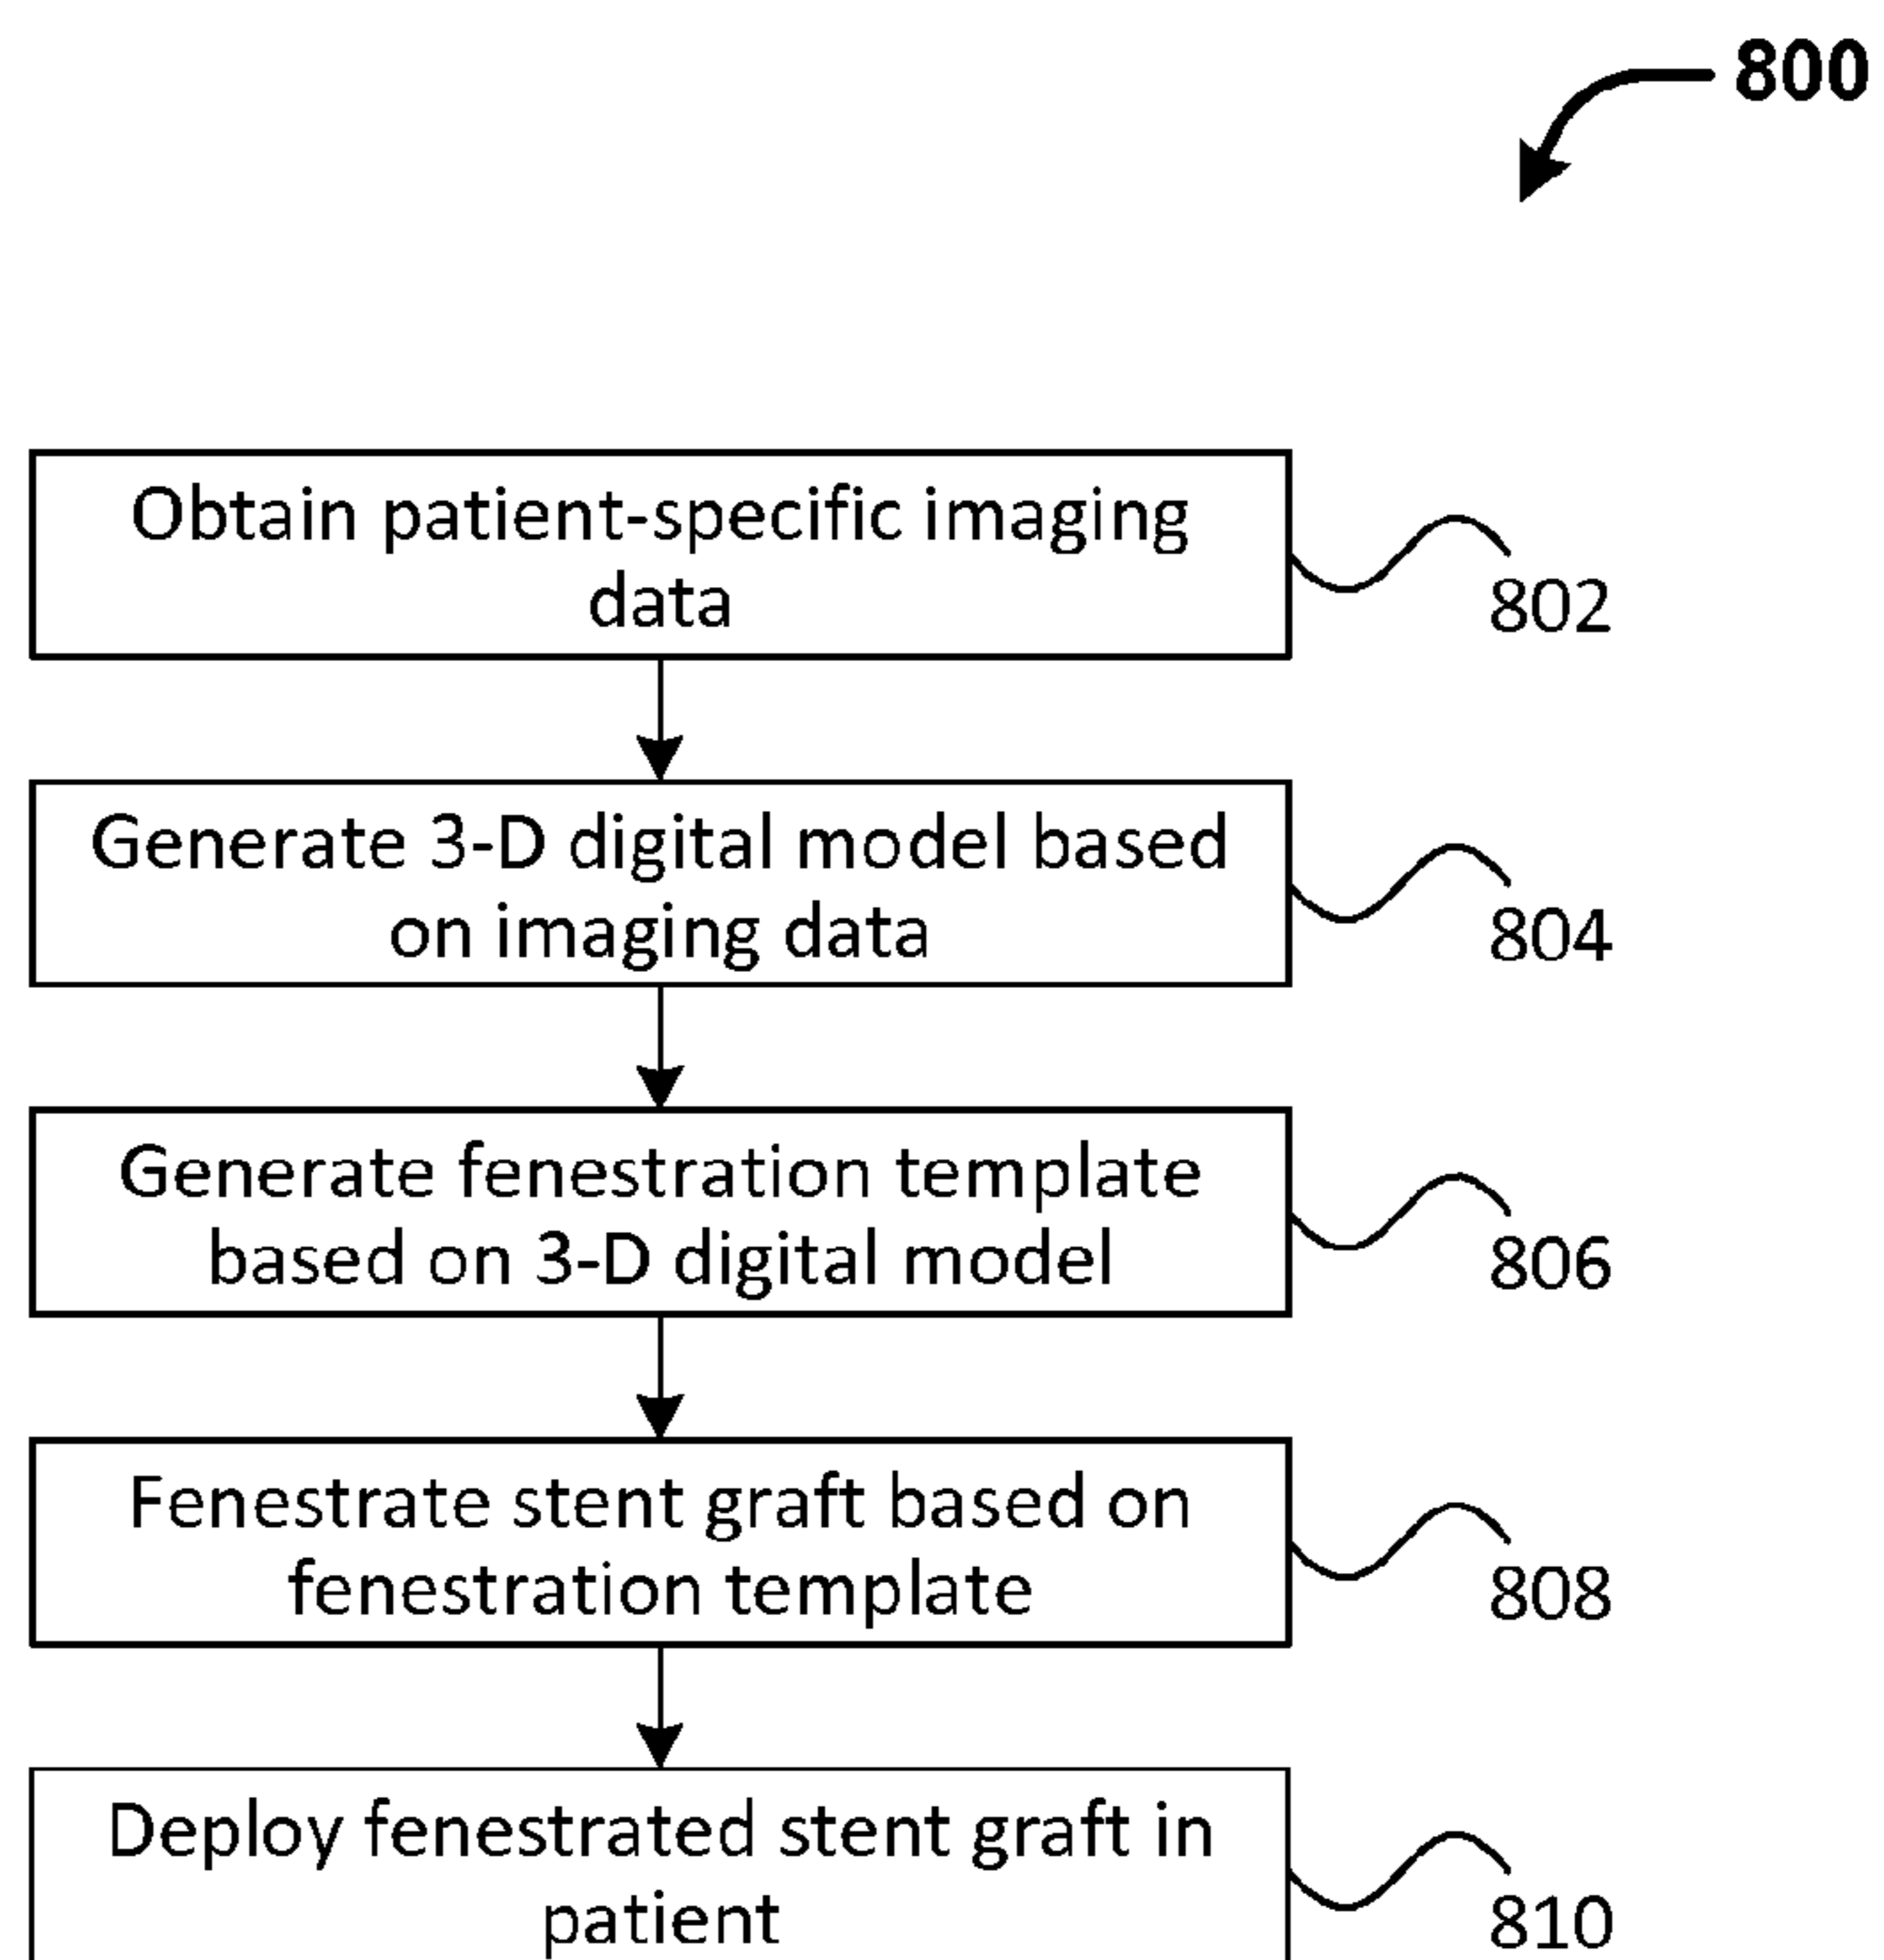 800
Obtain patient-specific imaging
data
802
Generate 3-D digital model based
on imaging data
804
Generate fenestration template
based on 3-D digital model
806
Fenestrate stent graft based on
fenestration template
808
Deploy fenestrated stent graft in
patient
810